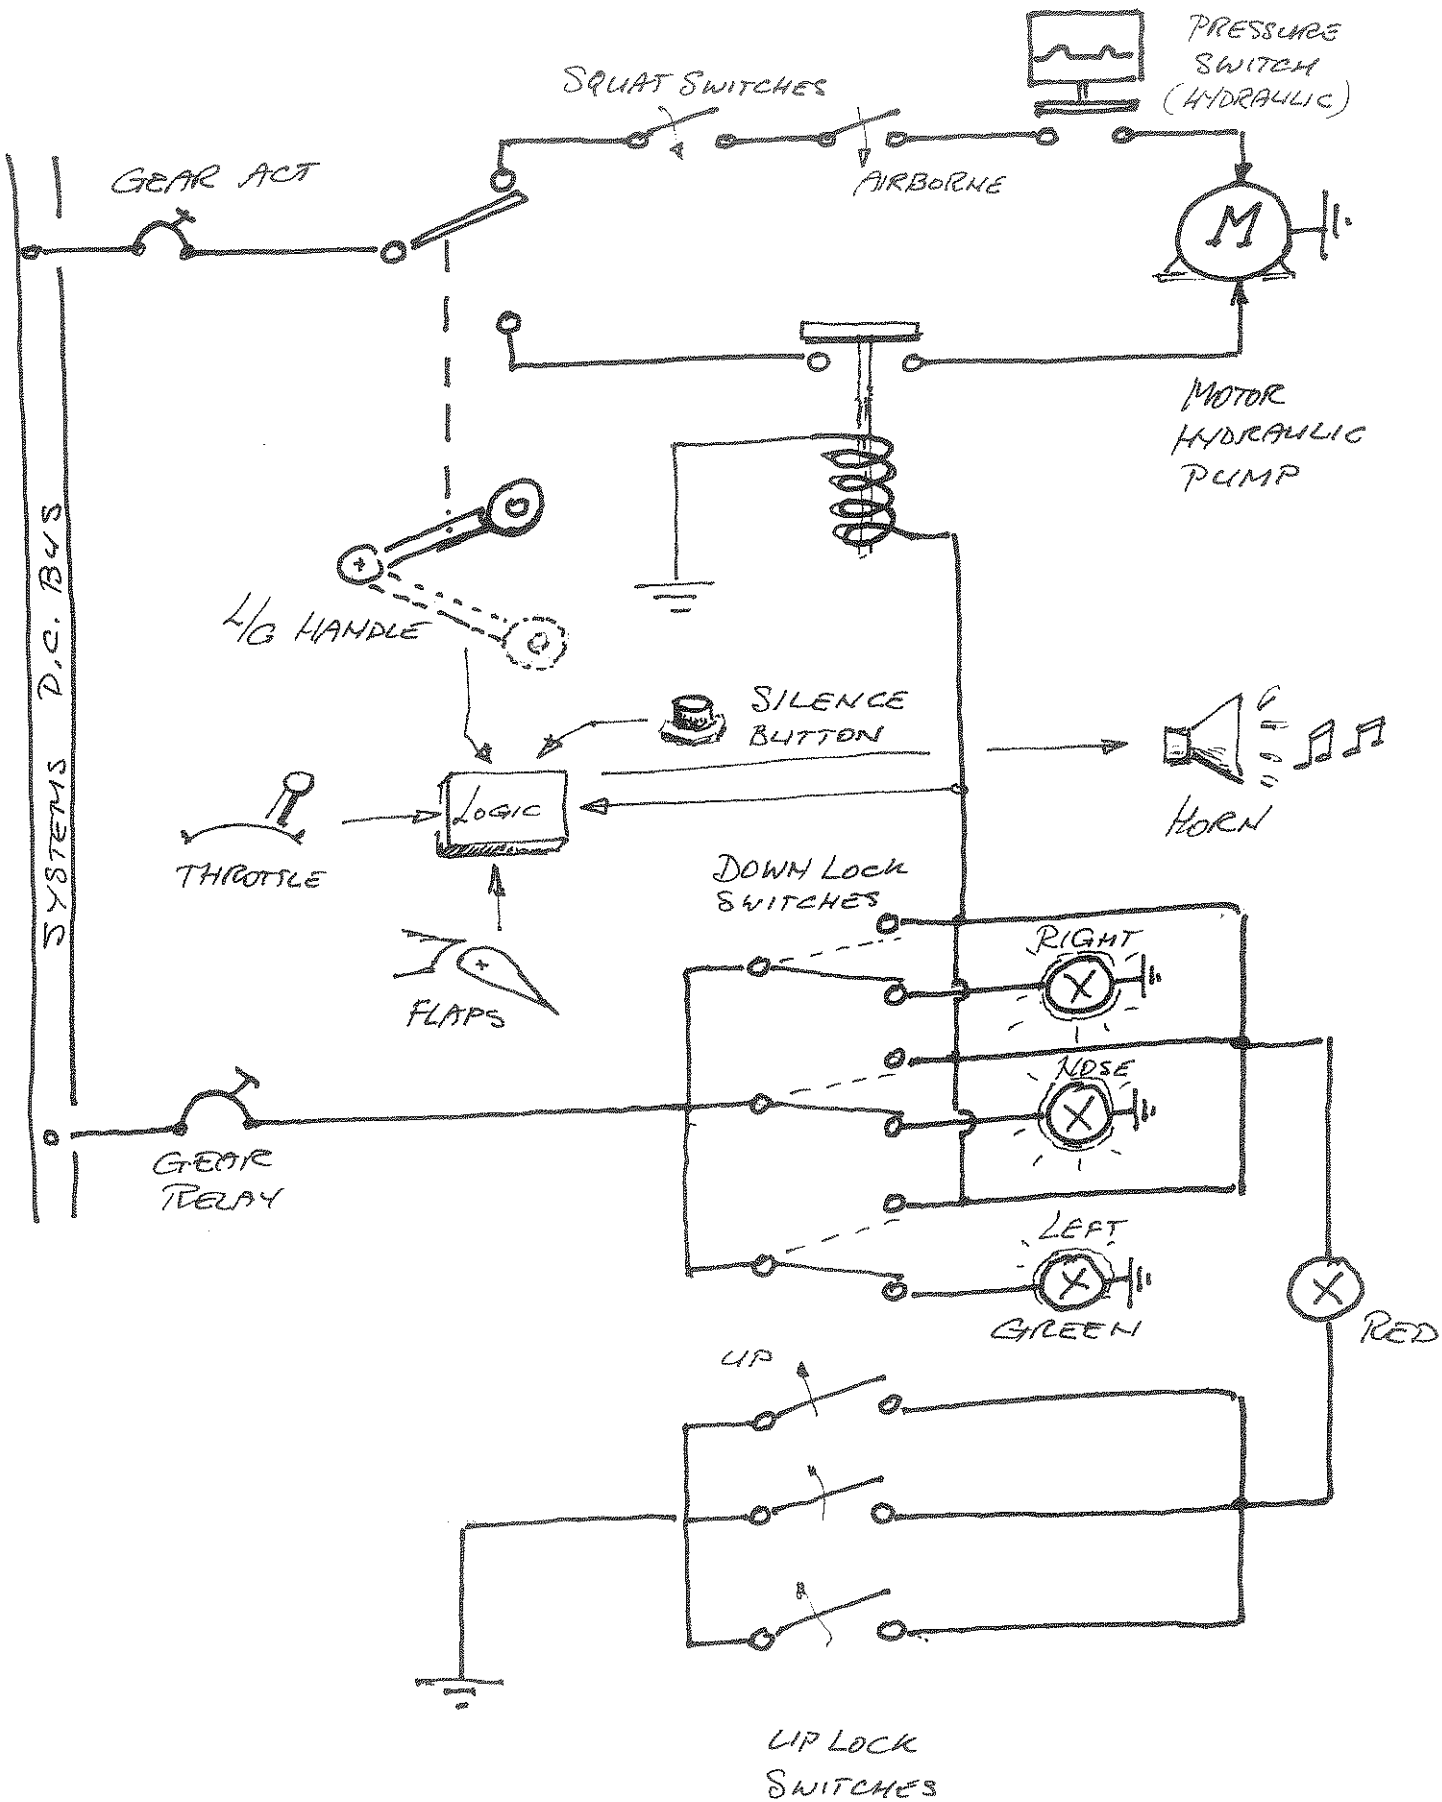 PRESSURE
SWITCH
(HYDRAULIC)
SQUAT SWITCHES
AIRBORNE
GEAR ACT
M
MOTOR
HYDRAULIC
PUMP
SYSTEMS D.C. BUS
L/G HANDLE
SILENCE
BUTTON
LOGIC
HORN
THROTTLE
DOWN LOCK
SWITCHES
FLAPS
RIGHT
NOSE
GEAR
RELAY
LEFT
GREEN
RED
UP
UP LOCK
SWITCHES